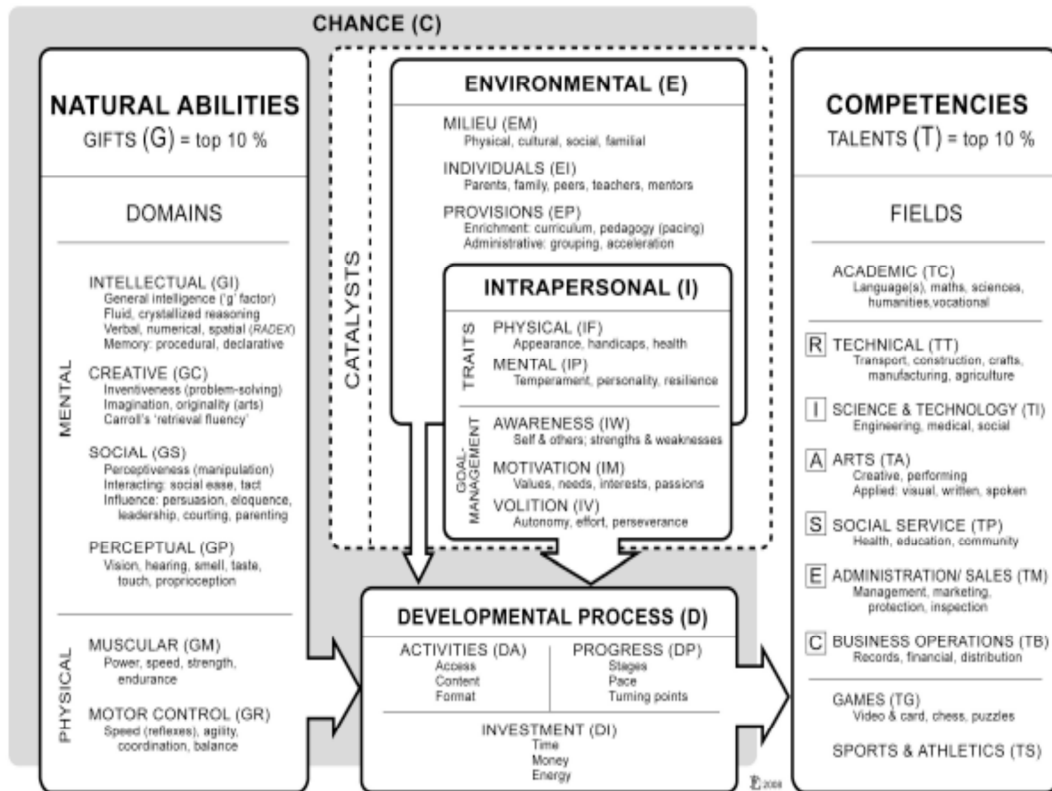 CHANCE (C)
NATURAL ABILITIES
GIFTS (G) = top 10 %
DOMAINS
MENTAL
INTELLECTUAL (GI)
General intelligence ('g' factor)
Fluid, crystallized reasoning
Verbal, numerical, spatial (RADEX)
Memory: procedural, declarative
CREATIVE (GC)
Inventiveness (problem-solving)
Imagination, originality (arts)
Carroll's 'retrieval fluency'
SOCIAL (GS)
Perceptiveness (manipulation)
Interacting: social ease, tact
Influence: persuasion, eloquence,
leadership, courting, parenting
PERCEPTUAL (GP)
Vision, hearing, smell, taste,
touch, proprioception
PHYSICAL
MUSCULAR (GM)
Power, speed, strength,
endurance
MOTOR CONTROL (GR)
Speed (reflexes), agility,
coordination, balance
CATALYSTS
ENVIRONMENTAL (E)
MILIEU (EM)
Physical, cultural, social, familial
INDIVIDUALS (EI)
Parents, family, peers, teachers, mentors
PROVISIONS (EP)
Enrichment: curriculum, pedagogy (pacing)
Administrative: grouping, acceleration
INTRAPERSONAL (I)
TRAITS
PHYSICAL (IF)
Appearance, handicaps, health
MENTAL (IP)
Temperament, personality, resilience
GOAL-
MANAGEMENT
AWARENESS (IW)
Self & others; strengths & weaknesses
MOTIVATION (IM)
Values, needs, interests, passions
VOLITION (IV)
Autonomy, effort, perseverance
DEVELOPMENTAL PROCESS (D)
ACTIVITIES (DA)
Access
Content
Format
PROGRESS (DP)
Stages
Pace
Turning points
INVESTMENT (DI)
Time
Money
Energy
2008
COMPETENCIES
TALENTS (T) = top 10 %
FIELDS
ACADEMIC (TC)
Language(s), maths, sciences,
humanities,vocational
R TECHNICAL (TT)
Transport, construction, crafts,
manufacturing, agriculture
I SCIENCE & TECHNOLOGY (TI)
Engineering, medical, social
A ARTS (TA)
Creative, performing
Applied: visual, written, spoken
S SOCIAL SERVICE (TP)
Health, education, community
E ADMINISTRATION/ SALES (TM)
Management, marketing,
protection, inspection
C BUSINESS OPERATIONS (TB)
Records, financial, distribution
GAMES (TG)
Video & card, chess, puzzles
SPORTS & ATHLETICS (TS)